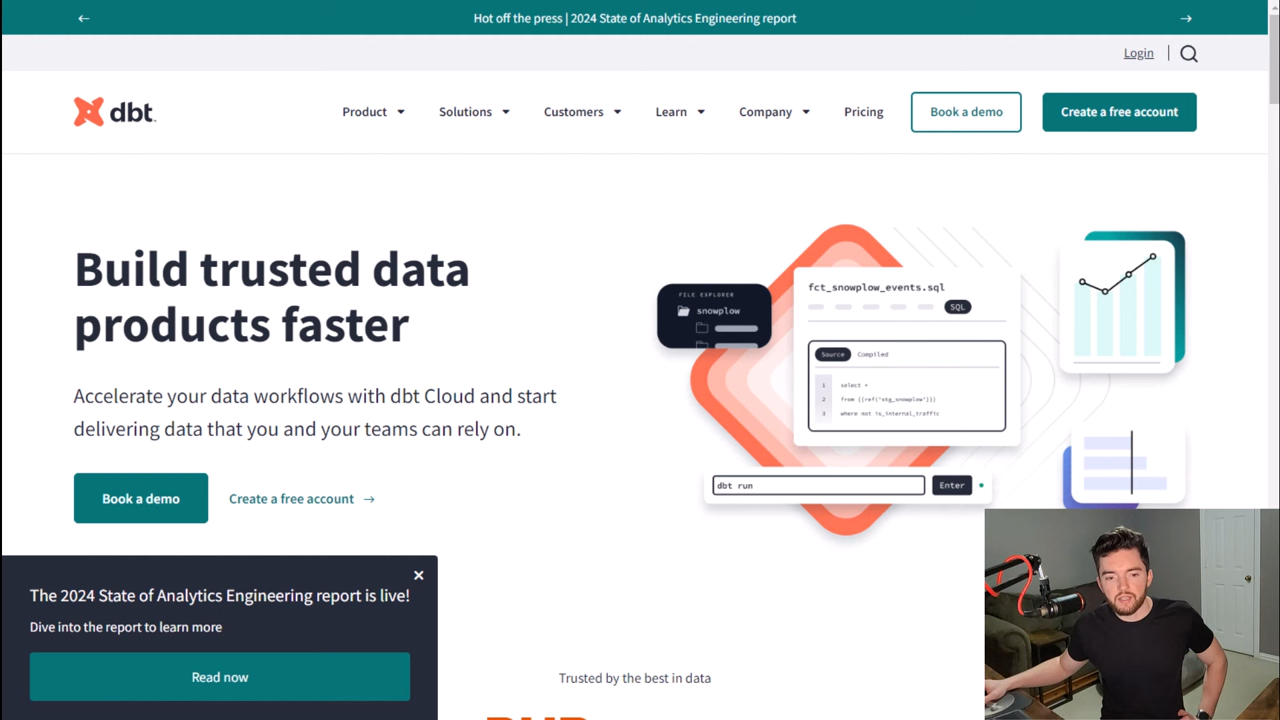 Hot off the press | 2024 State of Analytics Engineering report
Login
dbt
Product
Solutions
Customers
Learn
Company
Pricing
Book a demo
Create a free account
Build trusted data
products faster
Accelerate your data workflows with dbt Cloud and start
delivering data that you and your teams can rely on.
Book a demo
Create a free account
FILE EXPLORER
snowplow
fct_snowplow_events.sql
SQL
Source Compiled
1 select *
2 from {{ref('stg_snowplow')}}
3 where not is_internal_traffic
dbt run
Enter
The 2024 State of Analytics Engineering report is live!
Dive into the report to learn more
Read now
Trusted by the best in data